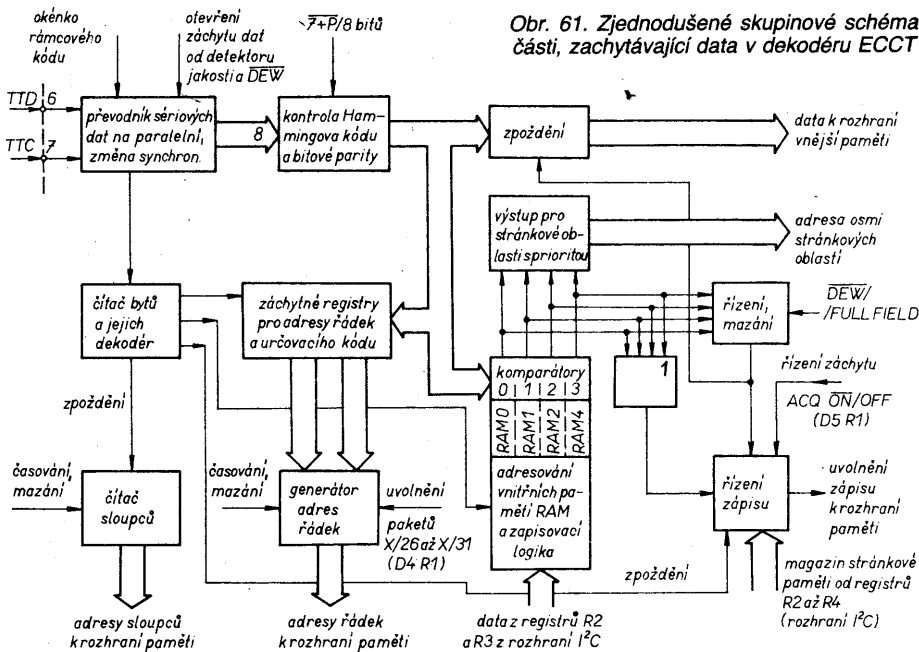 Obr. 61. Zjednodušené skupinové schéma
části, zachytávající data v dekodéru ECCT
okénko
rámcového
kódu
otevření
záchytu dat
od detektoru
jakosti a D̅E̅W̅
7̅+̅P̅/8 bitů
TTD 6
TTC 7
převodník sériových
dat na paralelní,
změna synchron.
8
kontrola Ham-
mingova kódu
a bitové parity
zpoždění
data k rozhraní
vnější paměti
výstup pro
stránkové ob-
lasti s prioritou
adresa osmi
stránkových
oblastí
čítač bytů
a jejich
dekodér
záchytné registry
pro adresy řádek
a určovacího kódu
řízení,
mazání
D̅E̅W̅/
/FULL FIELD
komparátory
0 1 2 3
RAM0 RAM1 RAM2 RAM4
adresování
vnitřních pa-
mětí RAM
a zapisovací
logika
1
řízení záchytu
ACQ O̅N̅/OFF
(D5 R1)
zpoždění
časování,
mazání
čítač
sloupců
časování,
mazání
generátor
adres
řádek
uvolnění
paketů
X/26 až X/31
(D4 R1)
řízení
zápisu
uvolnění
zápisu
k rozhraní
paměti
zpoždění
adresy sloupců
k rozhraní paměti
adresy řádek
k rozhraní paměti
data z registrů R2
a R3 z rozhraní I²C
magazin stránkové
paměti od registrů
R2 až R4
(rozhraní I²C)